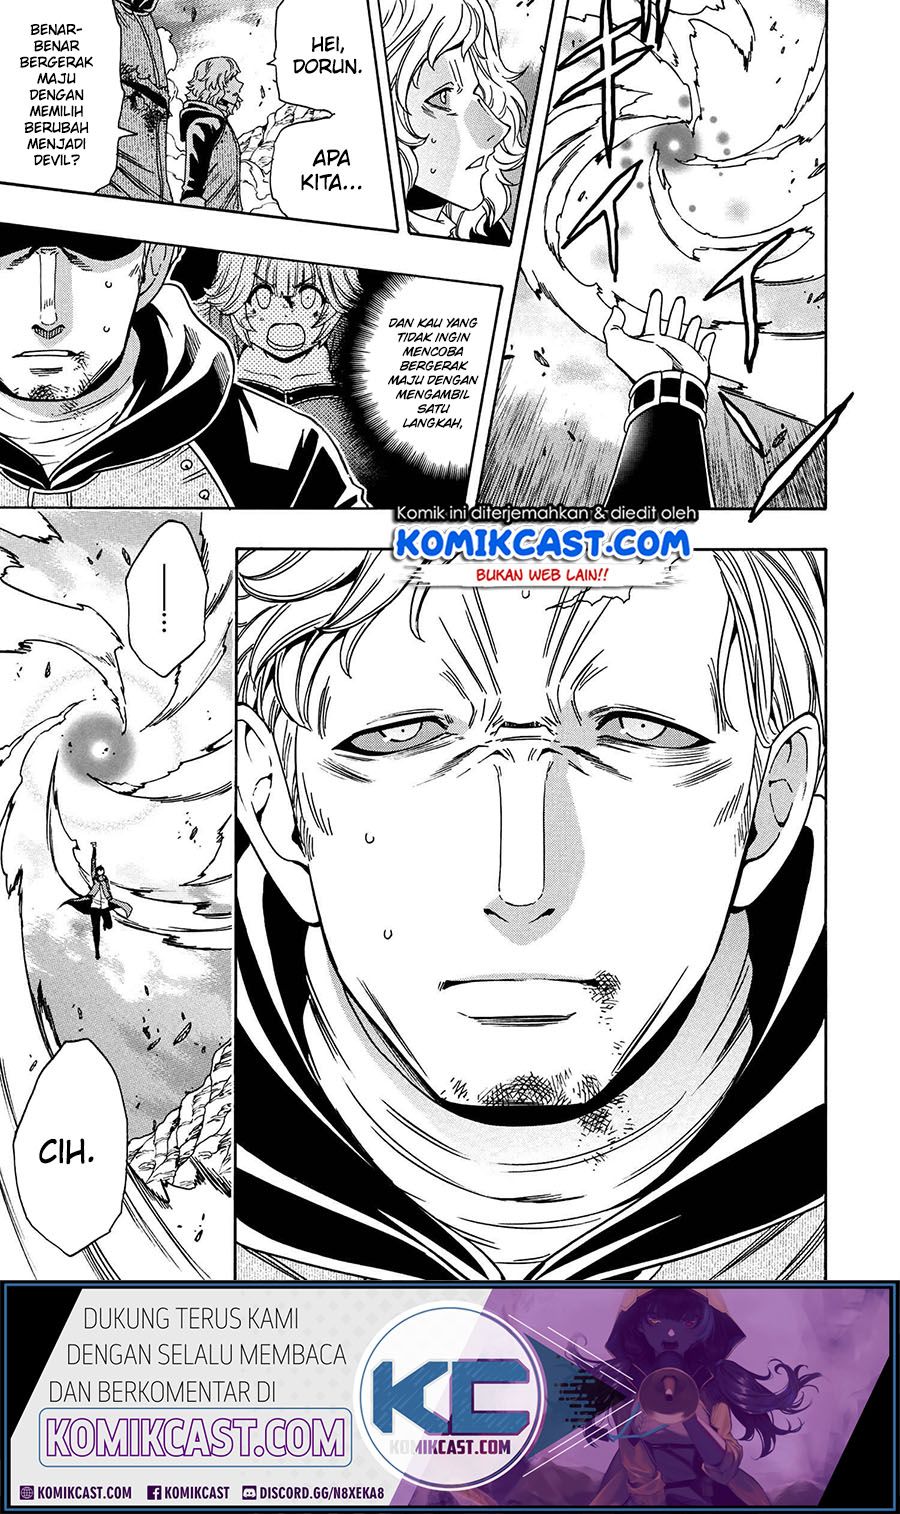 HEI,
DORUN.
APA
KITA...
BENAR-
BENAR
BERGERAK
MAJU
DENGAN
MEMILIH
BERUBAH
MENJADI
DEVIL?
DAN KAU YANG
TIDAK INGIN
MENCOBA
BERGERAK
MAJU DENGAN
MENGAMBIL
SATU
LANGKAH,
Komik ini diterjemahkan & diedit oleh
KOMIKCAST.COM
BUKAN WEB LAIN!!
CIH.
DUKUNG TERUS KAMI
DENGAN SELALU MEMBACA
DAN BERKOMENTAR DI
KOMIKCAST.COM
KC
KOMIKCAST.COM
KOMIKCAST.COM KOMIKCAST DISCORD.GG/N8XEKA8